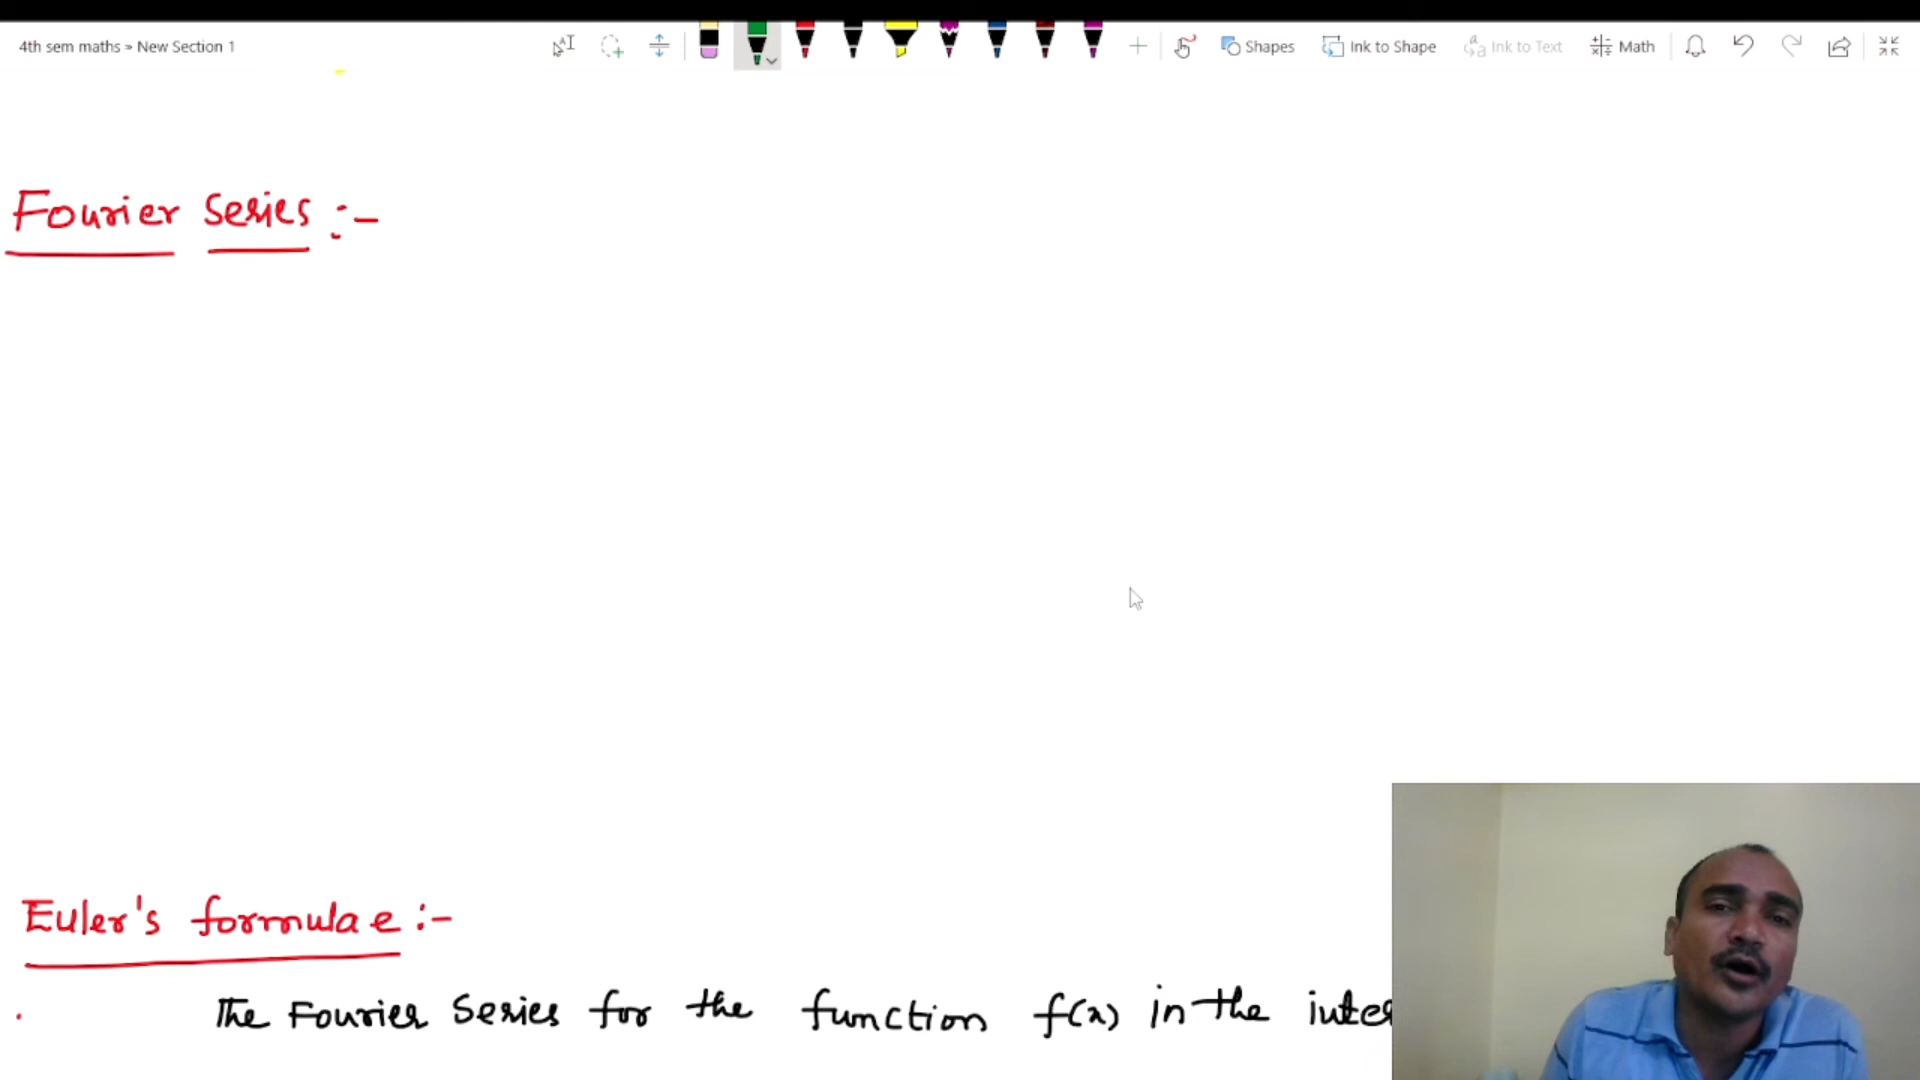 4th sem maths » New Section 1
Shapes
Ink to Shape
Ink to Text
Math
Fourier Series :-
Euler's formulae :-
The Fourier Series for the function f(x) in the inter